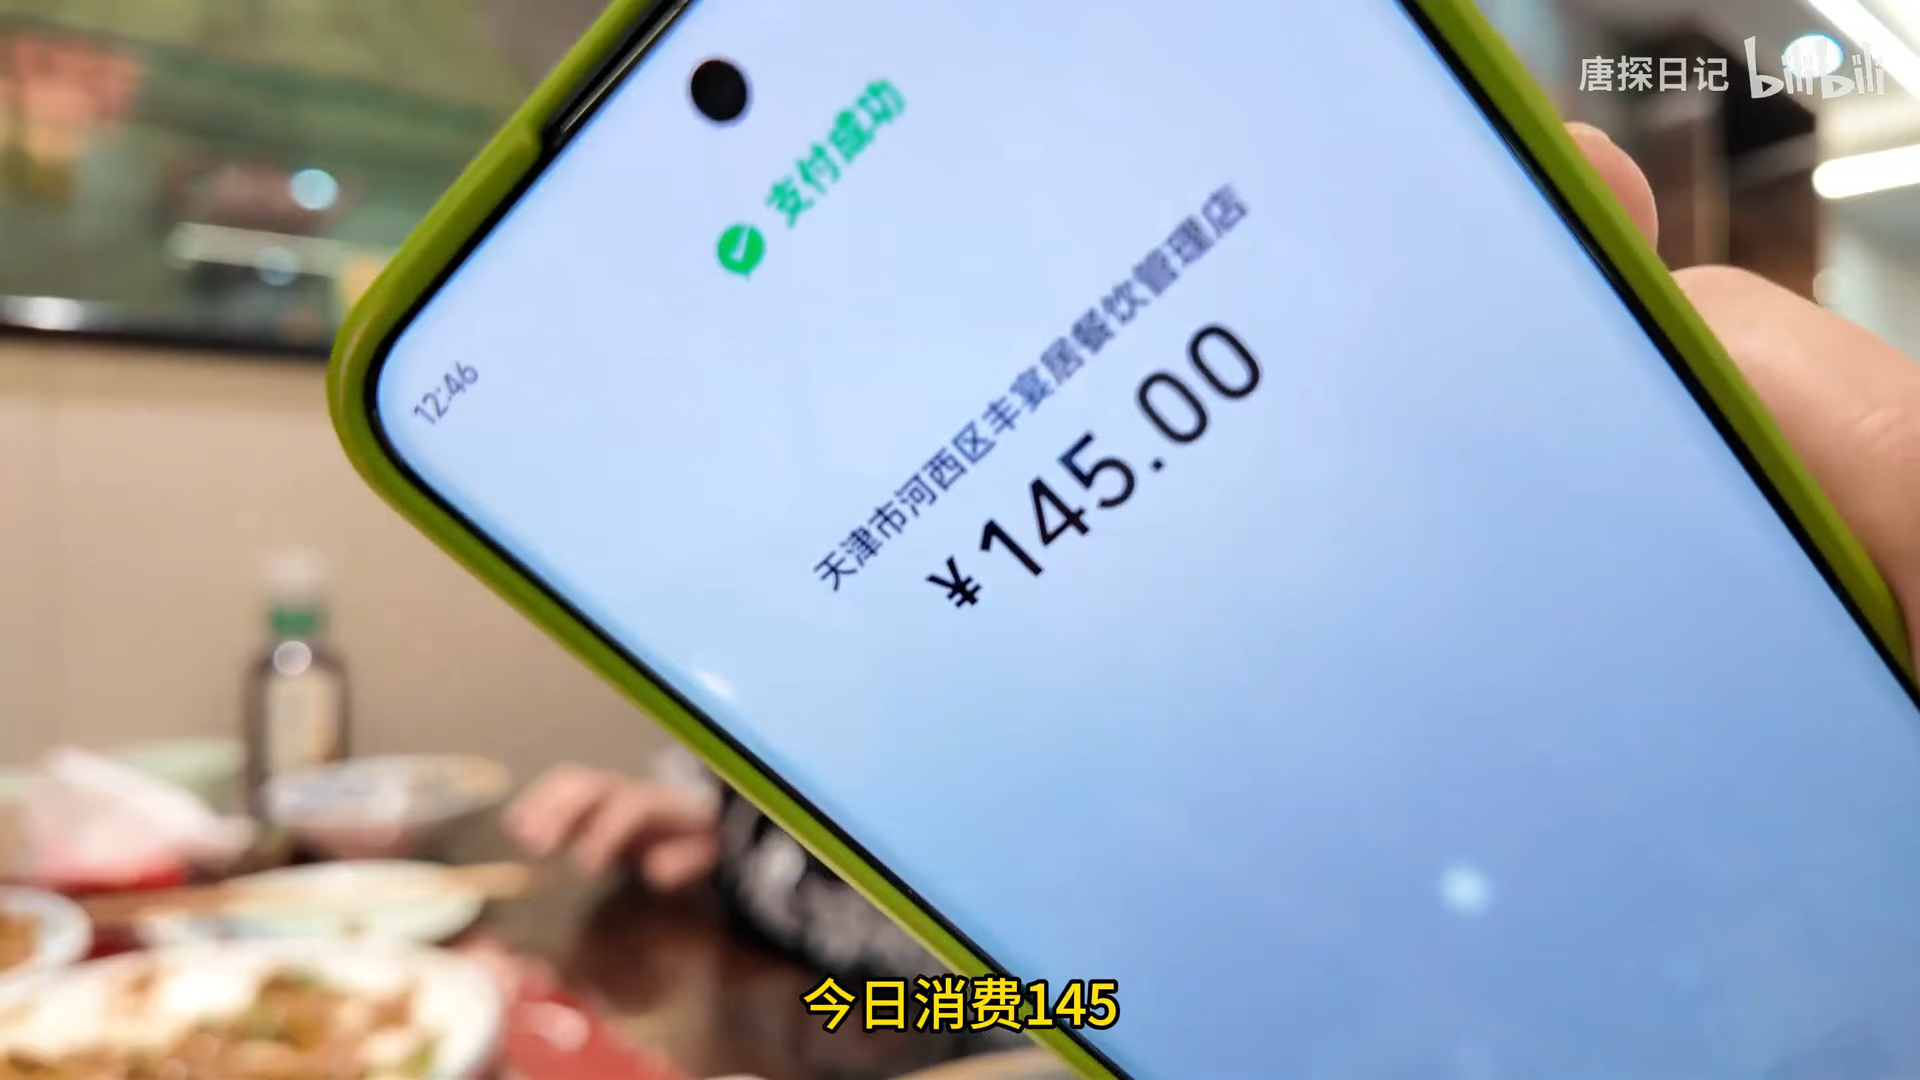 唐探日记 bilibili
支付成功
12:46
天津市河西区丰宴居餐饮管理店
¥145.00
今日消费145